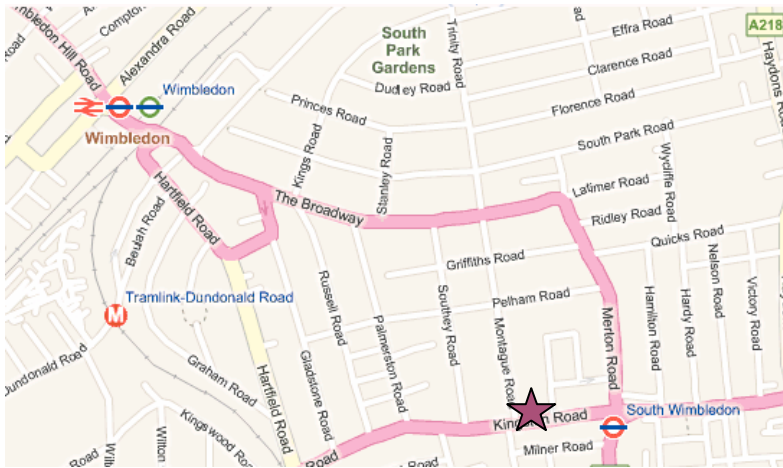 Wimbledon Hill Road
Alexandra Road
Compton
South
Park
Gardens
Trinity Road
Effra Road
A218
Haydons
Clarence Road
Dudley Road
Florence Road
Wimbledon
Princes Road
Wimbledon
Kings Road
Stanley Road
South Park Road
Wycliffe Road
Hartfield Road
The Broadway
Latimer Road
Ridley Road
Beulah Road
Quicks Road
Griffiths Road
Tramlink-Dundonald Road
M
Russell Road
Pelham Road
Southey Road
Montague Road
Merton Road
Hamilton Road
Hardy Road
Nelson Road
Victory Road
Palmerston Road
Dundonald Road
Graham Road
Hartfield Road
Gladstone Road
Kingswood Road
Wilton
Road
Road
South Wimbledon
Milner Road